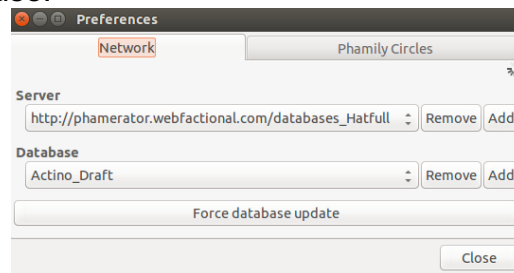 Preferences
Network Phamily Circles
Server
http://phamerator.webfactional.com/databases_Hatfull Remove Add
Database
Actino_Draft Remove Add
Force database update
Close